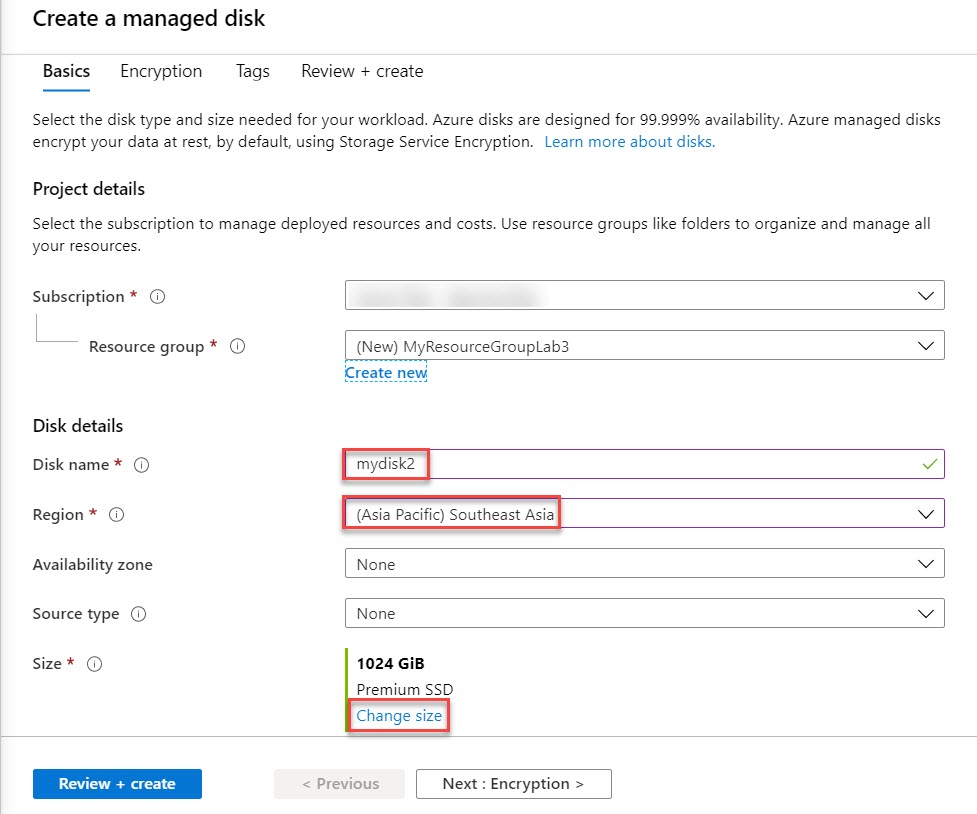 Create a managed disk
Basics Encryption Tags Review + create
Select the disk type and size needed for your workload. Azure disks are designed for 99.999% availability. Azure managed disks
encrypt your data at rest, by default, using Storage Service Encryption. Learn more about disks.
Project details
Select the subscription to manage deployed resources and costs. Use resource groups like folders to organize and manage all
your resources.
Subscription *
Resource group * (New) MyResourceGroupLab3
Create new
Disk details
Disk name * mydisk2
Region * (Asia Pacific) Southeast Asia
Availability zone None
Source type None
Size * 1024 GiB
Premium SSD
Change size
Review + create < Previous Next : Encryption >